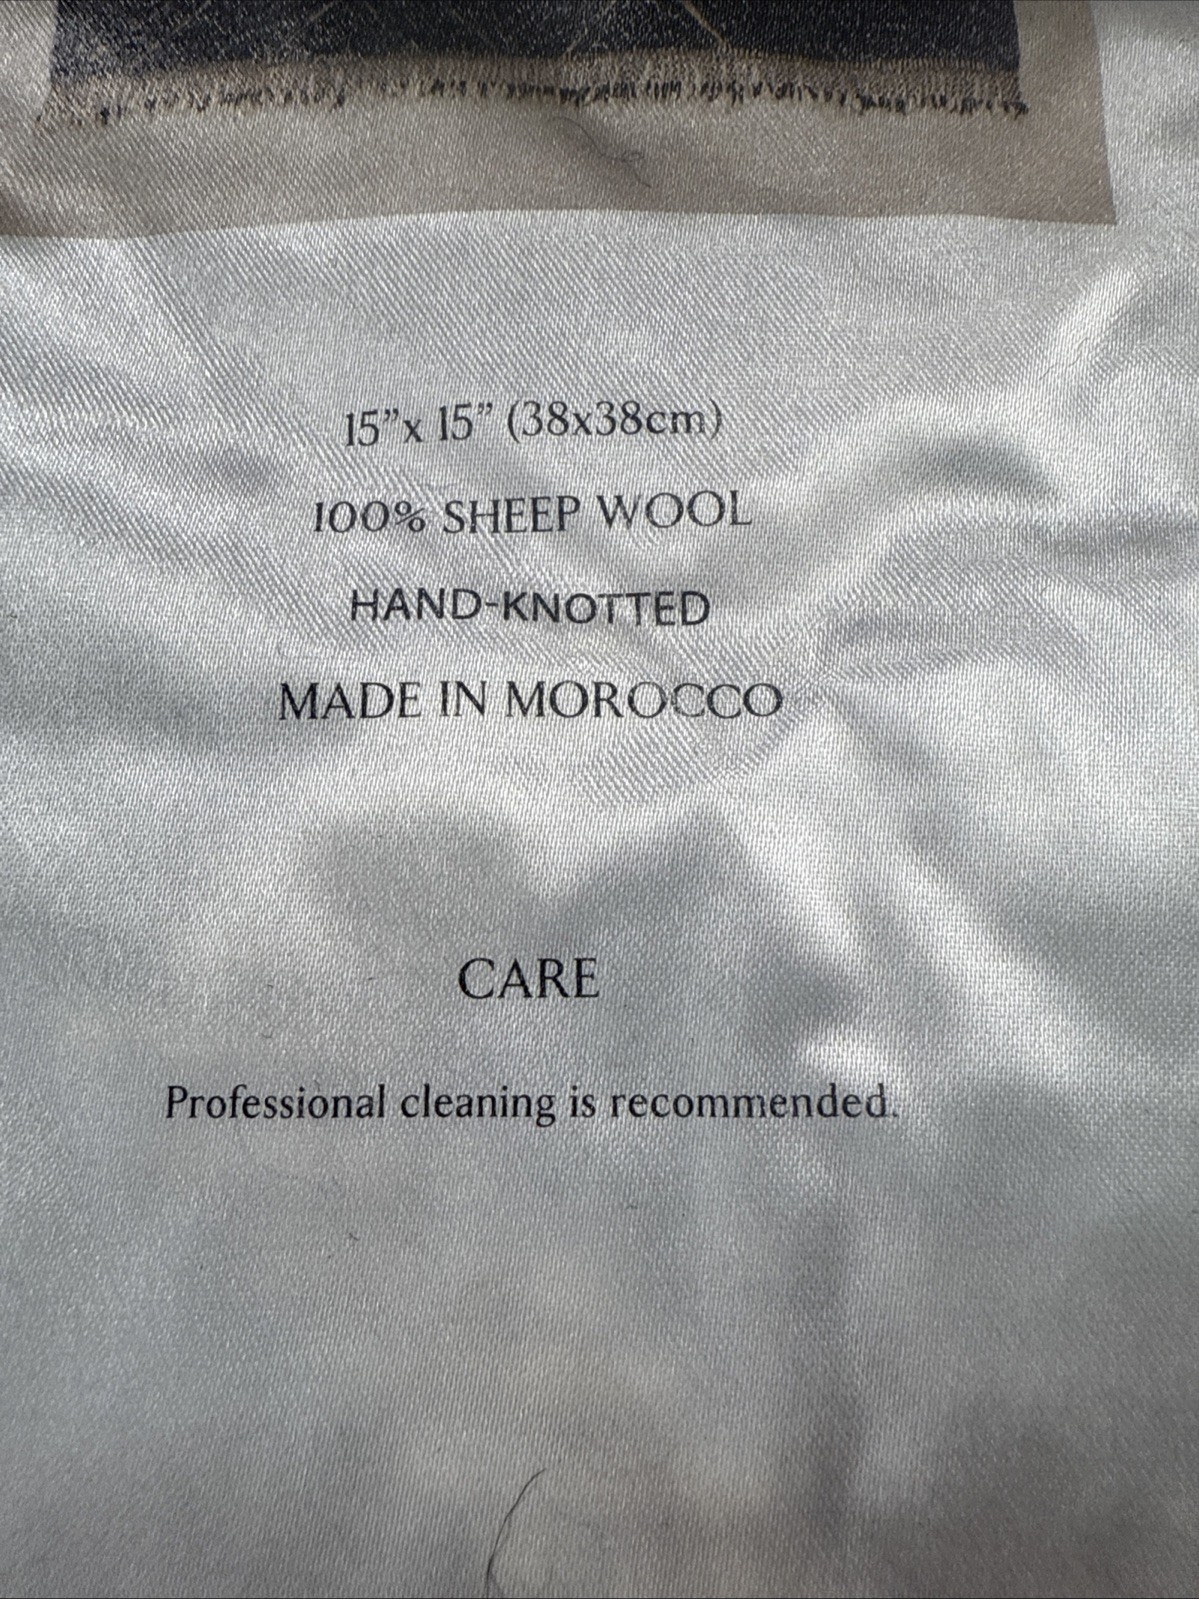 15”x 15” (38x38cm)
100% SHEEP WOOL
HAND-KNOTTED
MADE IN MOROCCO
CARE
Professional cleaning is recommended.